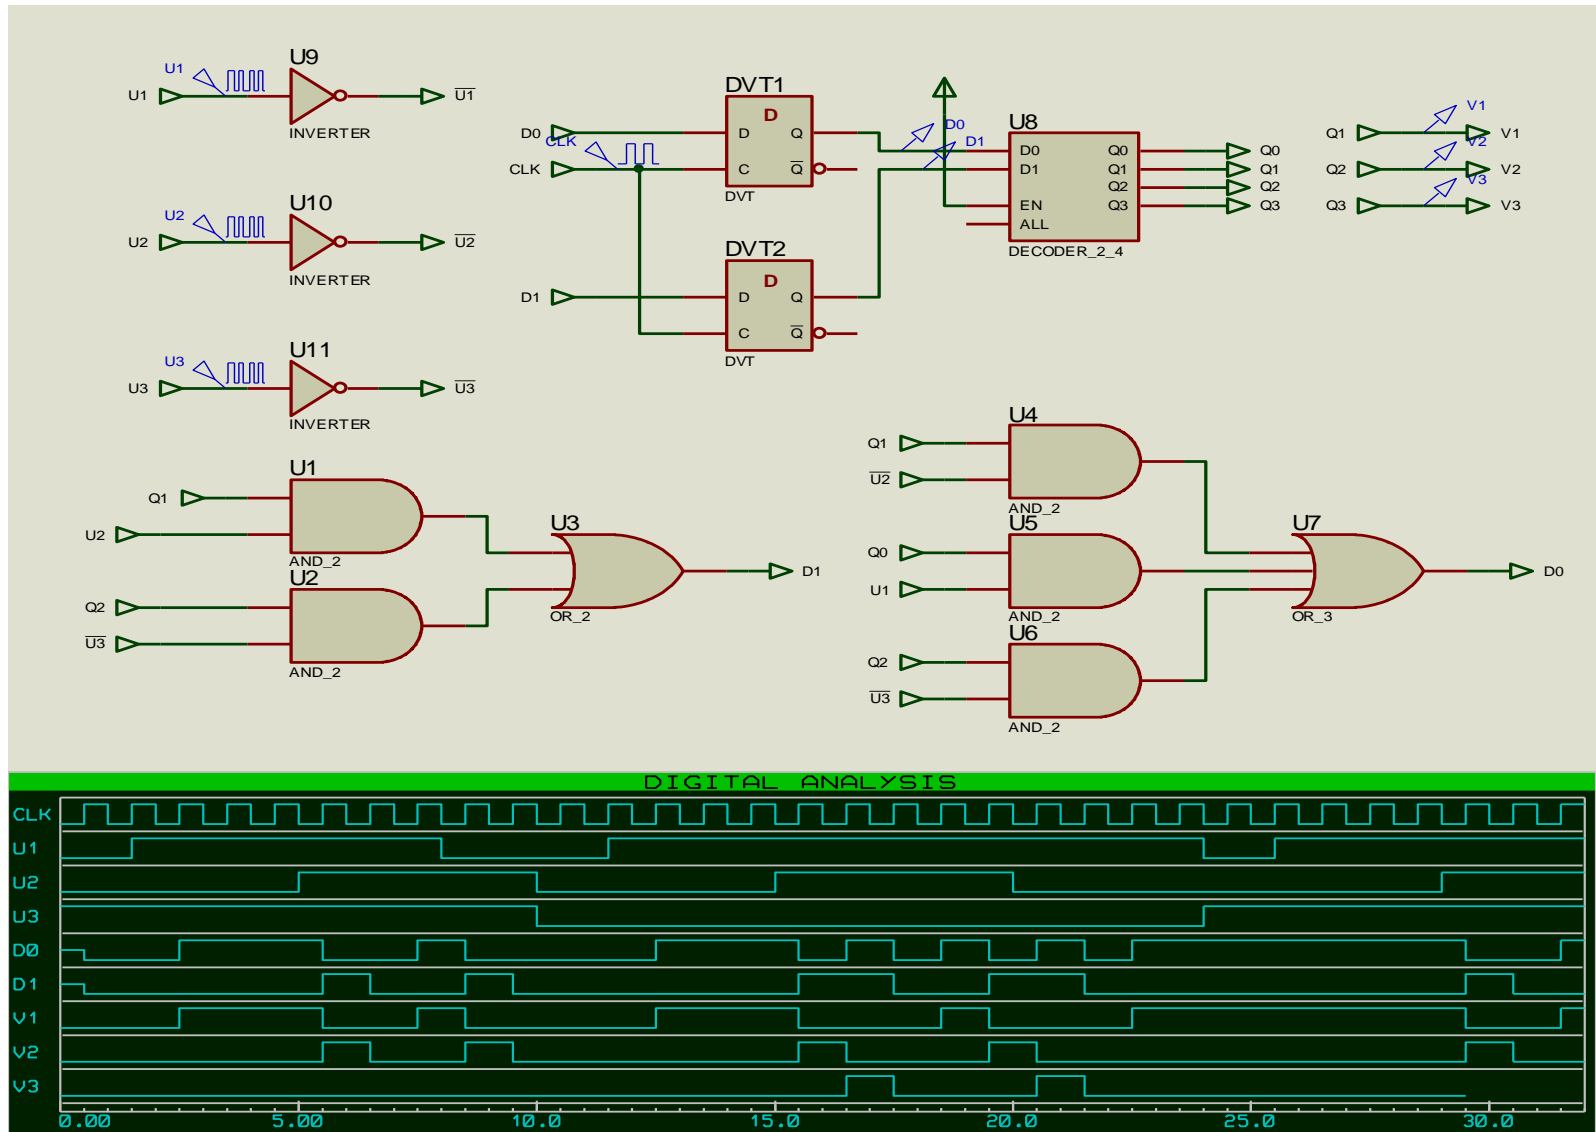 U9
U1
U1
U1
INVERTER
U10
U2
U2
U2
INVERTER
U11
U3
U3
U3
INVERTER
DVT1
D
D0
D Q
CLK
CLK
C Q
DVT
DVT2
D
D1
D Q
C Q
DVT
D0
D1
U8
D0 Q0 Q0
D1 Q1 Q1
Q2 Q2
EN Q3 Q3
ALL
DECODER_2_4
V1
Q1 V1
V2
Q2 V2
V3
Q3 V3
U1
Q1
U2
AND_2
U2
Q2
U3
AND_2
U3
D1
OR_2
U4
Q1
U2
AND_2
U5
Q0
U1
AND_2
U6
Q2
U3
AND_2
U7
D0
OR_3
DIGITAL ANALYSIS
CLK
U1
U2
U3
D0
D1
V1
V2
V3
0.00 5.00 10.0 15.0 20.0 25.0 30.0